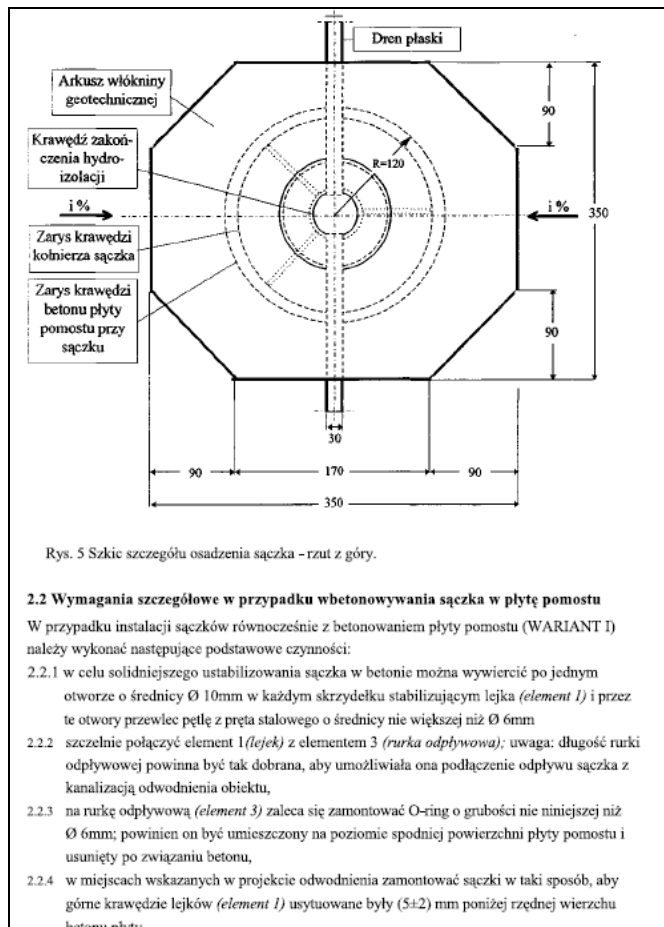 Dren płaski
Arkusz włókniny
geotechnicznej
90
Krawędź zakoń-
czenia hydro-
izolacji
R=120
i %
i %
350
Zarys krawędzi
kołnierza sączka
Zarys krawędzi
betonu płyty
pomostu przy
sączku
90
30
90
170
90
350
Rys. 5 Szkic szczegółu osadzenia sączka - rzut z góry.
2.2 Wymagania szczegółowe w przypadku wbetonowywania sączka w płytę pomostu
W przypadku instalacji sączków równocześnie z betonowaniem płyty pomostu (WARIANT I)
należy wykonać następujące podstawowe czynności:
2.2.1 w celu solidniejszego ustabilizowania sączka w betonie można wywiercić po jednym
otworze o średnicy Ø 10mm w każdym skrzydełku stabilizującym lejka (element 1) i przez
te otwory przewlec pętlę z pręta stalowego o średnicy nie większej niż Ø 6mm
2.2.2 szczelnie połączyć element 1(lejek) z elementem 3 (rurka odpływowa); uwaga: długość rurki
odpływowej powinna być tak dobrana, aby umożliwiała ona podłączenie odpływu sączka z
kanalizacją odwodnienia obiektu,
2.2.3 na rurkę odpływową (element 3) zaleca się zamontować O-ring o grubości nie niniejszej niż
Ø 6mm; powinien on być umieszczony na poziomie spodniej powierzchni płyty pomostu i
usunięty po związaniu betonu,
2.2.4 w miejscach wskazanych w projekcie odwodnienia zamontować sączki w taki sposób, aby
górne krawędzie lejków (element 1) usytuowane były (5±2) mm poniżej rzędnej wierzchu
betonu płyty